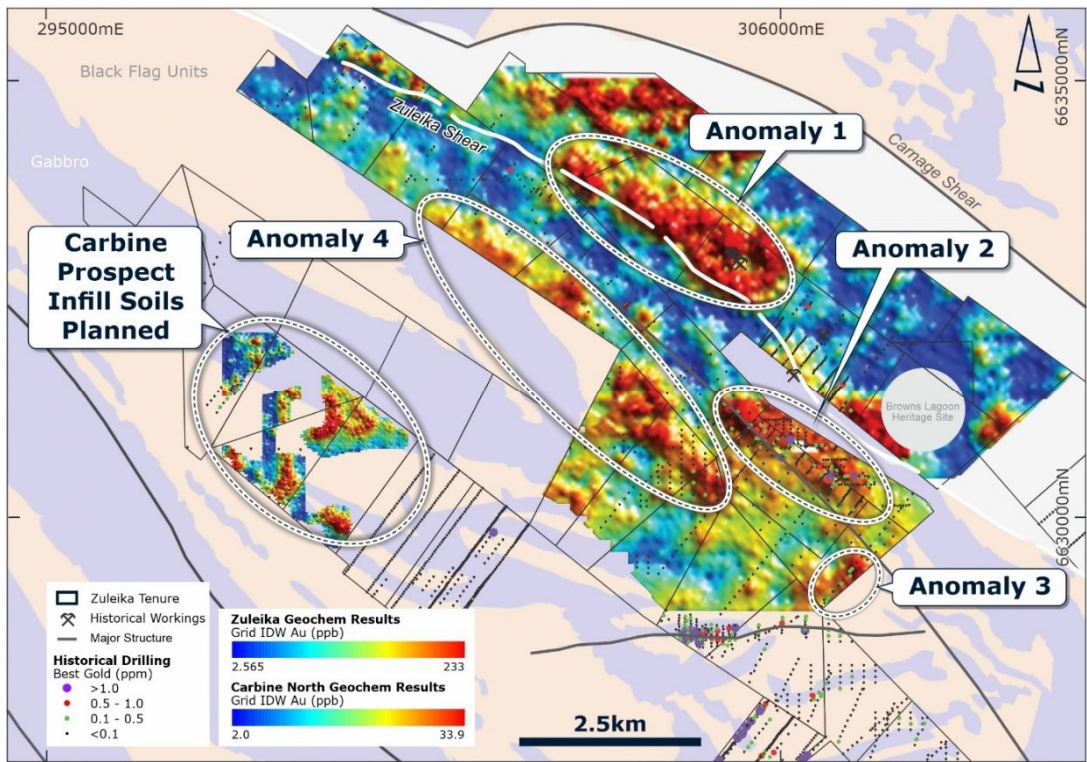 295000mE
306000mE
6635000mN
6630000mN
Z
Black Flag Units
Gabbro
Zuleika Shear
Carnage Shear
Anomaly 1
Anomaly 2
Anomaly 3
Anomaly 4
Carbine
Prospect
Infill Soils
Planned
Browns Lagoon
Heritage Site
Zuleika Tenure
Historical Workings
Major Structure
Historical Drilling
Best Gold (ppm)
>1.0
0.5 - 1.0
0.1 - 0.5
<0.1
Zuleika Geochem Results
Grid IDW Au (ppb)
2.565 233
Carbine North Geochem Results
Grid IDW Au (ppb)
2.0 33.9
2.5km